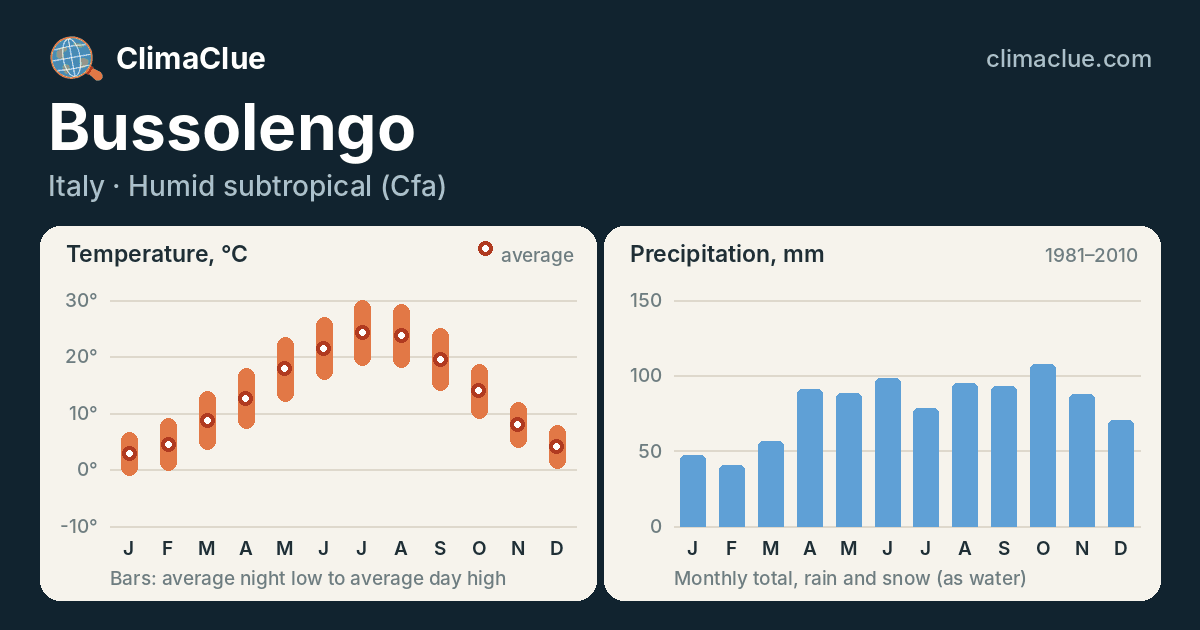 ClimaClue
climaclue.com
Bussolengo
Italy · Humid subtropical (Cfa)
Temperature, °C
average
30°
20°
10°
0°
-10°
J F M A M J J A S O N D
Bars: average night low to average day high
Precipitation, mm
1981–2010
150
100
50
0
J F M A M J J A S O N D
Monthly total, rain and snow (as water)